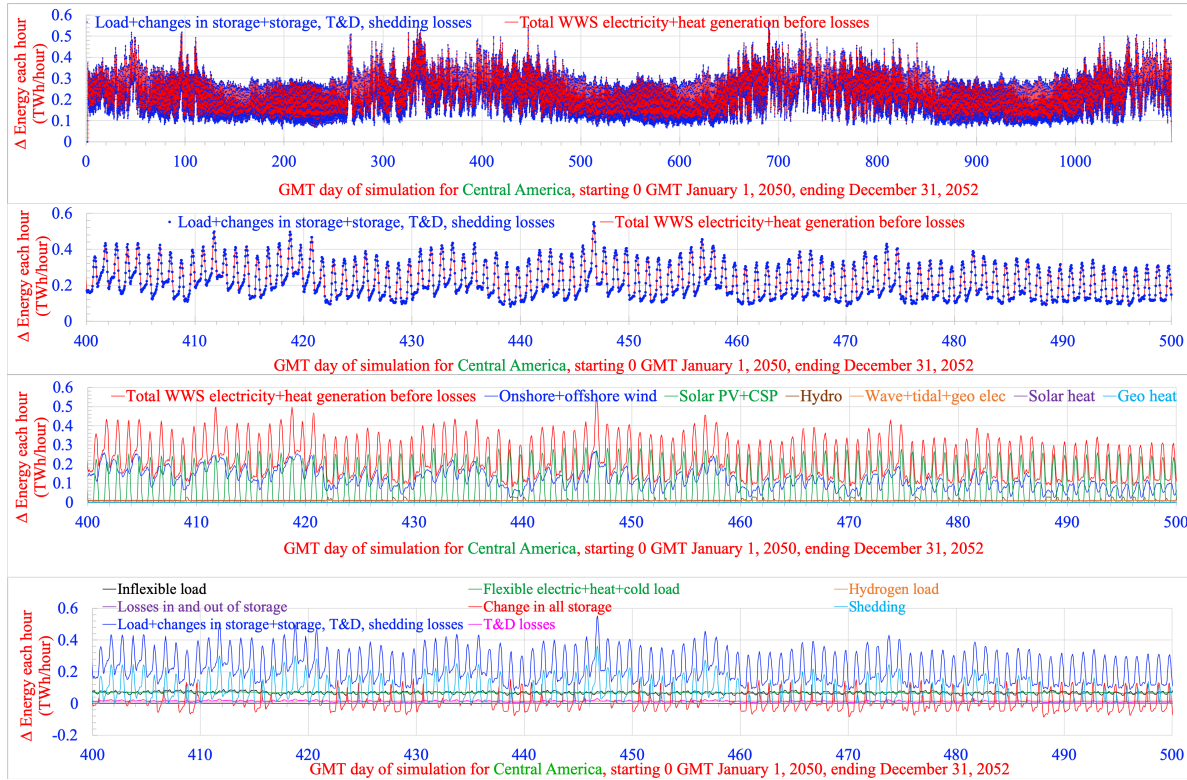 Load+changes in storage+storage, T&D, shedding losses —Total WWS electricity+heat generation before losses
Δ Energy each hour
(TWh/hour)
0.6
0.5
0.4
0.3
0.2
0.1
0
0 100 200 300 400 500 600 700 800 900 1000
GMT day of simulation for Central America, starting 0 GMT January 1, 2050, ending December 31, 2052
Load+changes in storage+storage, T&D, shedding losses —Total WWS electricity+heat generation before losses
Δ Energy each hour
(TWh/hour)
0.6
0.4
0.2
0
400 410 420 430 440 450 460 470 480 490 500
GMT day of simulation for Central America, starting 0 GMT January 1, 2050, ending December 31, 2052
—Total WWS electricity+heat generation before losses —Onshore+offshore wind —Solar PV+CSP —Hydro —Wave+tidal+geo elec —Solar heat —Geo heat
Δ Energy each hour
(TWh/hour)
0.6
0.5
0.4
0.3
0.2
0.1
0
400 410 420 430 440 450 460 470 480 490 500
GMT day of simulation for Central America, starting 0 GMT January 1, 2050, ending December 31, 2052
—Inflexible load —Flexible electric+heat+cold load —Hydrogen load
—Losses in and out of storage —Change in all storage —Shedding
—Load+changes in storage+storage, T&D, shedding losses —T&D losses
Δ Energy each hour
(TWh/hour)
0.6
0.4
0.2
0
-0.2
400 410 420 430 440 450 460 470 480 490 500
GMT day of simulation for Central America, starting 0 GMT January 1, 2050, ending December 31, 2052